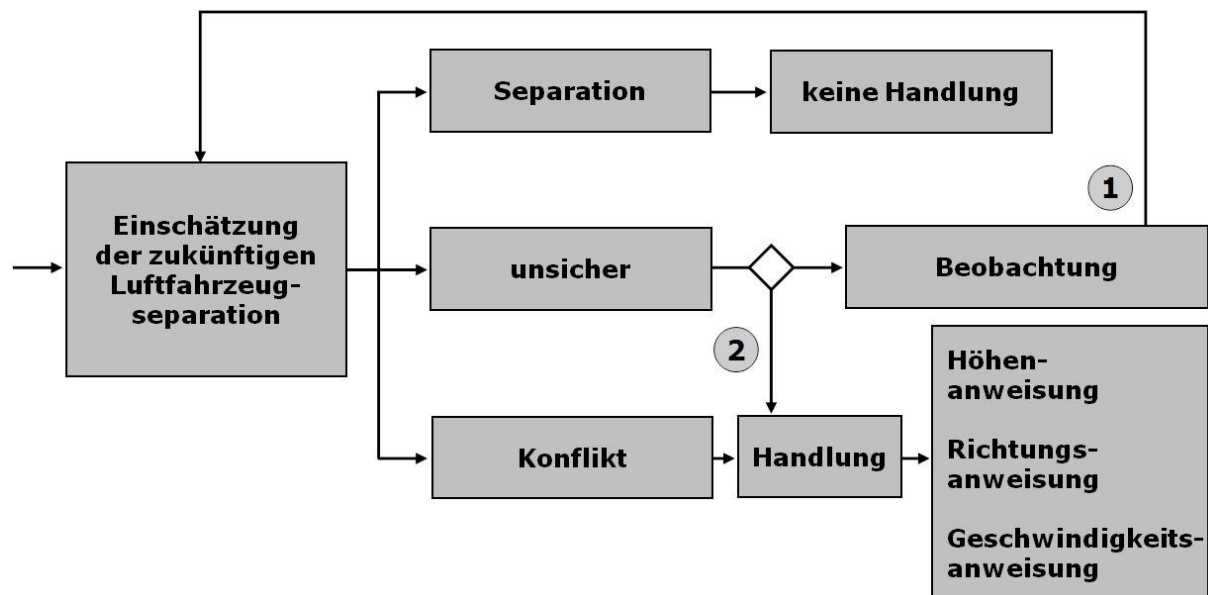 Separation
keine Handlung
1
Einschätzung
der zukünftigen
Luftfahrzeug-
separation
unsicher
Beobachtung
2
Höhen-
anweisung
Konflikt
Handlung
Richtungs-
anweisung
Geschwindigkeits-
anweisung